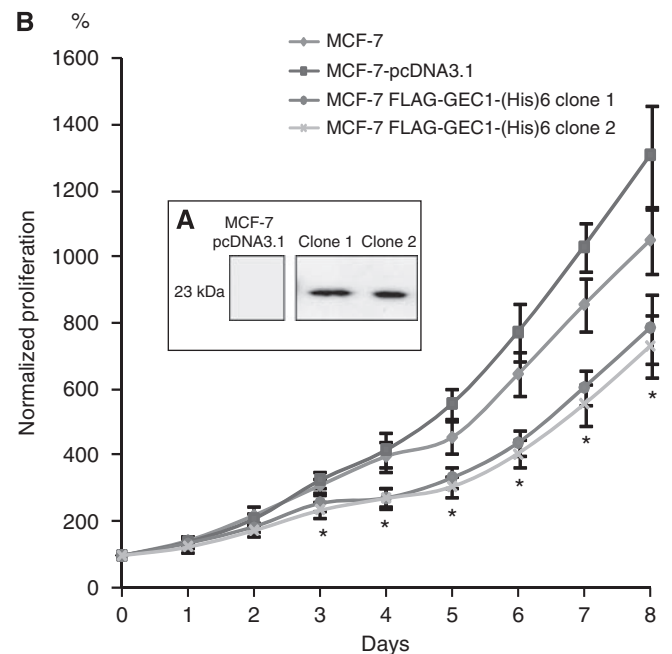 B
%
MCF-7
MCF-7-pcDNA3.1
MCF-7 FLAG-GEC1-(His)6 clone 1
MCF-7 FLAG-GEC1-(His)6 clone 2
1600
1400
1200
1000
800
600
400
200
0
Normalized proliferation
A
MCF-7
pcDNA3.1 Clone 1 Clone 2
23 kDa
* * * * * *
0 1 2 3 4 5 6 7 8
Days